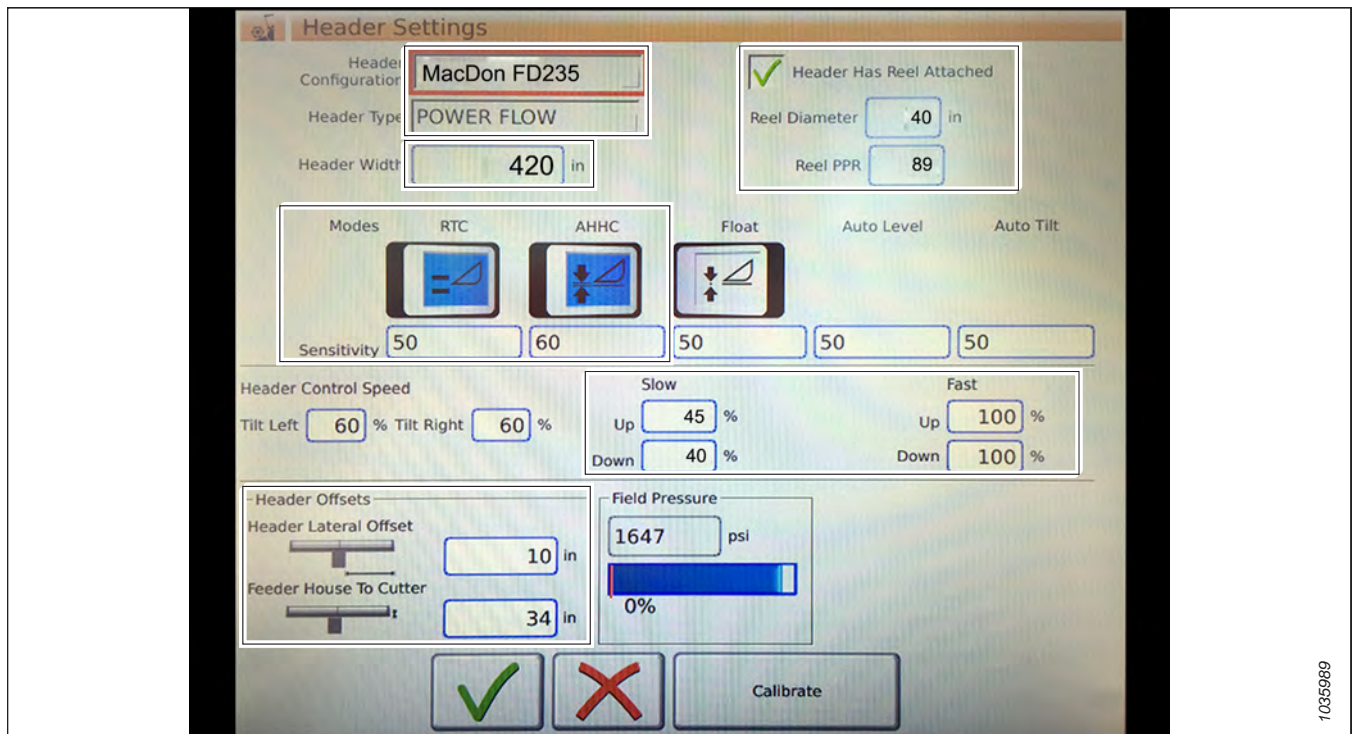 Header Settings
Header
Configuration
MacDon FD235
Header Has Reel Attached
Header Type
POWER FLOW
Reel Diameter 40 in
Header Width 420 in
Reel PPR 89
Modes RTC AHHC Float Auto Level Auto Tilt
Sensitivity 50 60 50 50 50
Header Control Speed
Slow Fast
Tilt Left 60 % Tilt Right 60 %
Up 45 % Up 100 %
Down 40 % Down 100 %
Header Offsets
Header Lateral Offset
10 in
Feeder House To Cutter
34 in
Field Pressure
1647 psi
0%
Calibrate
1035989